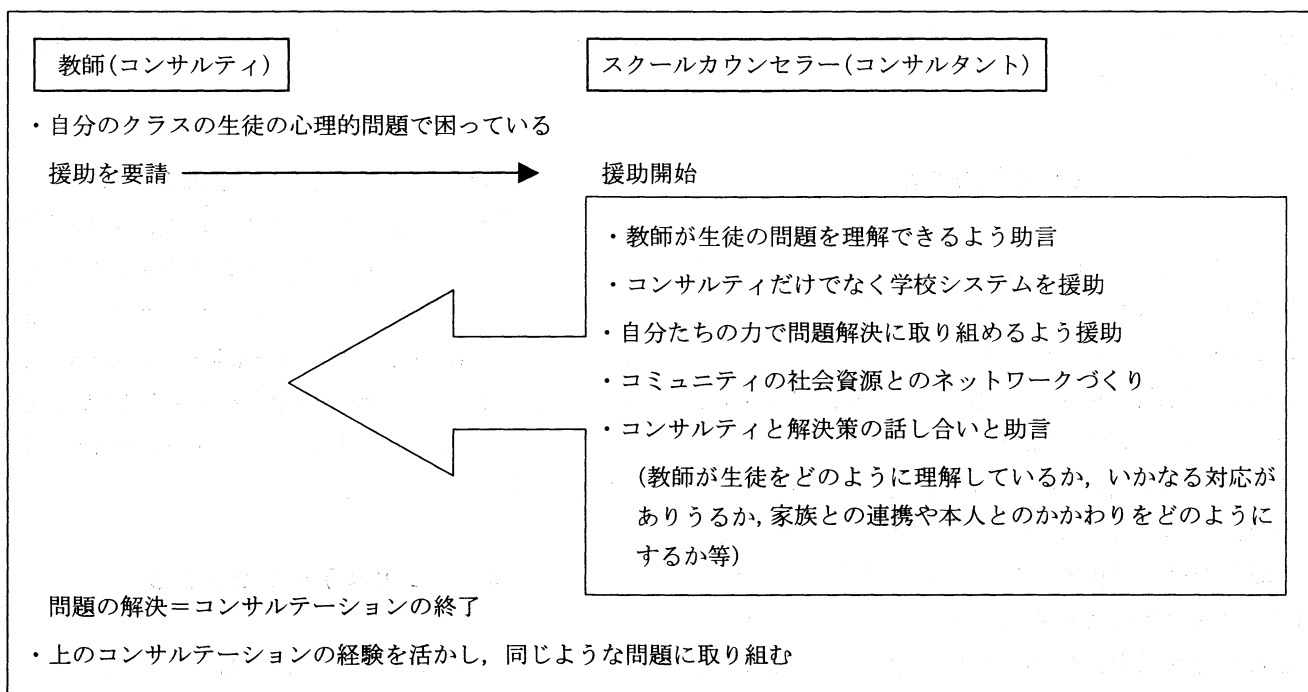 教師(コンサルティ)
スクールカウンセラー(コンサルタント)
・自分のクラスの生徒の心理的問題で困っている
援助を要請
援助開始
・教師が生徒の問題を理解できるよう助言
・コンサルティだけでなく学校システムを援助
・自分たちの力で問題解決に取り組めるよう援助
・コミュニティの社会資源とのネットワークづくり
・コンサルティと解決策の話し合いと助言
(教師が生徒をどのように理解しているか,いかなる対応が
ありうるか,家族との連携や本人とのかかわりをどのように
するか等)
問題の解決=コンサルテーションの終了
・上のコンサルテーションの経験を活かし,同じような問題に取り組む